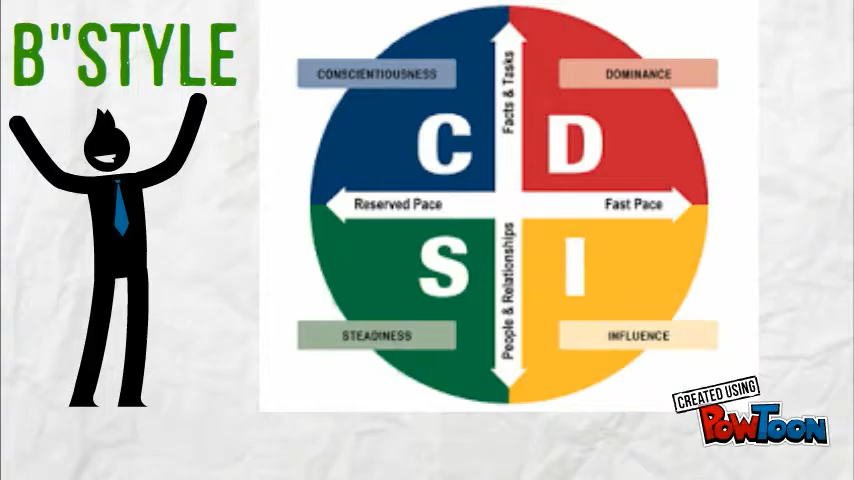 B"STYLE
CONSCIENTIOUSNESS
DOMINANCE
Facts & Tasks
C
D
Reserved Pace
Fast Pace
S
I
People & Relationships
STEADINESS
INFLUENCE
CREATED USING
POWTOON